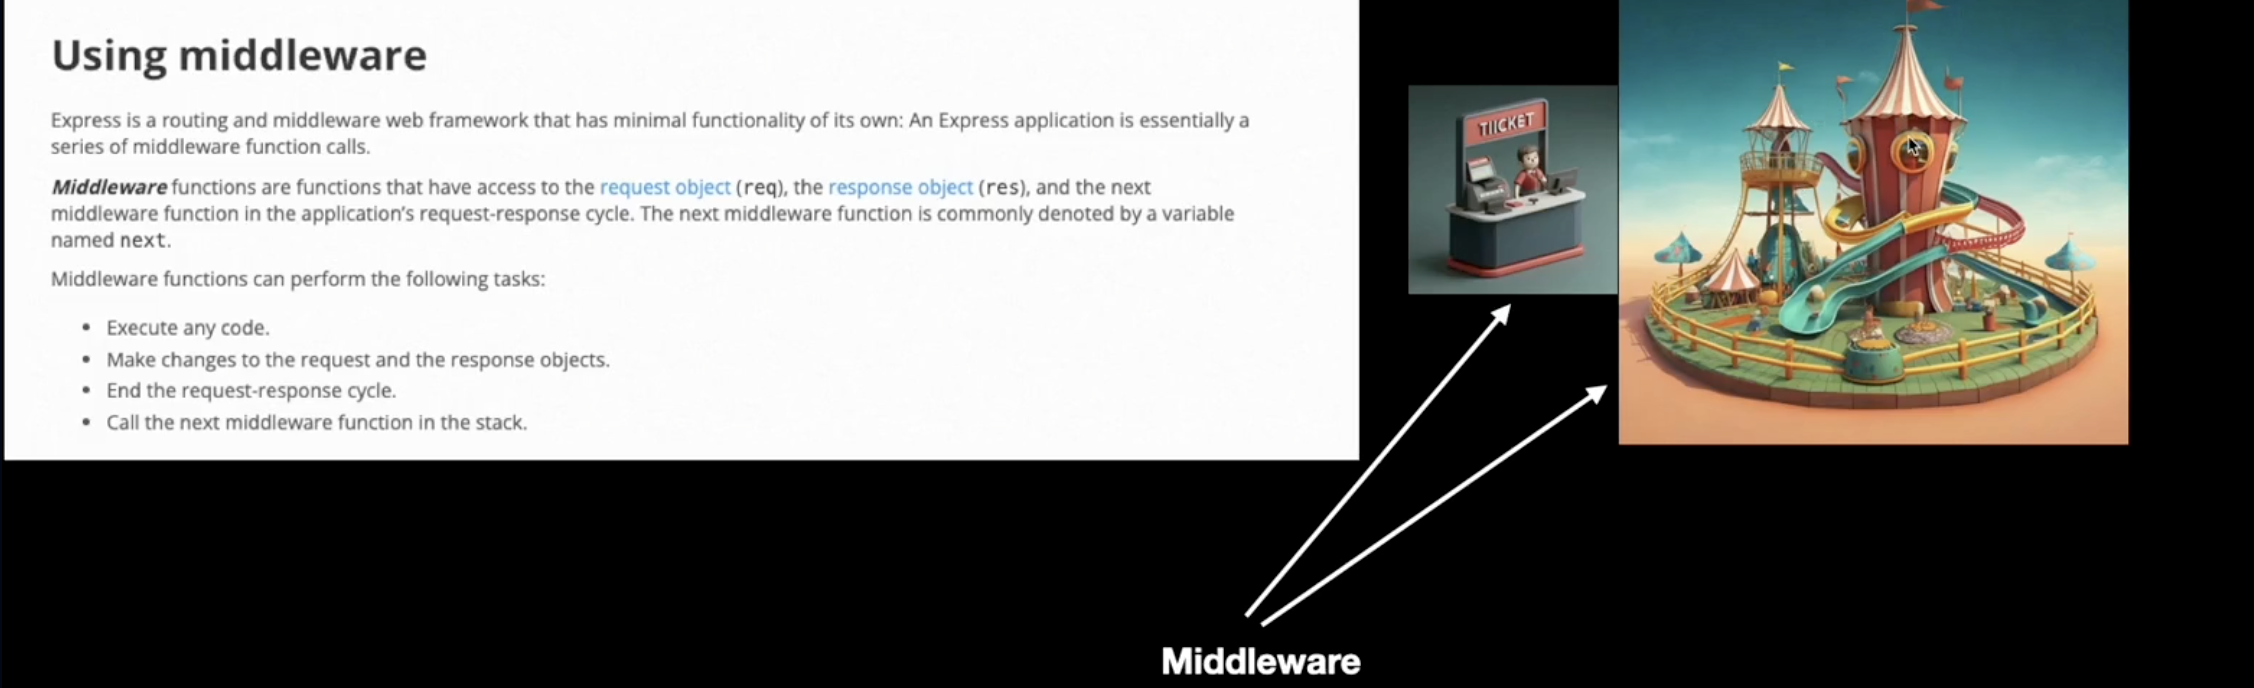 Using middleware
Express is a routing and middleware web framework that has minimal functionality of its own: An Express application is essentially a
series of middleware function calls.
Middleware functions are functions that have access to the request object (req), the response object (res), and the next
middleware function in the application's request-response cycle. The next middleware function is commonly denoted by a variable
named next.
Middleware functions can perform the following tasks:
• Execute any code.
• Make changes to the request and the response objects.
• End the request-response cycle.
• Call the next middleware function in the stack.
TIICKET
Middleware